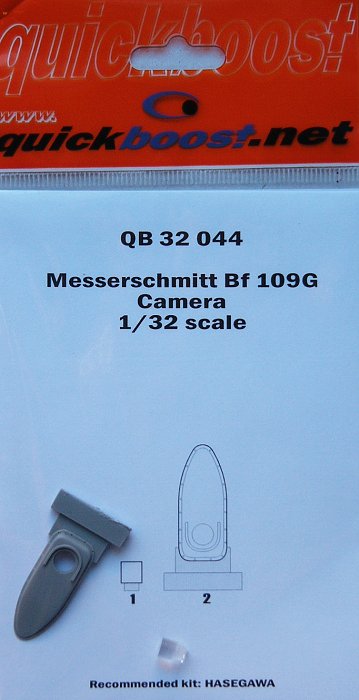 quickboost
www.
quickboost.net
QB 32 044
Messerschmitt Bf 109G
Camera
1/32 scale
1
2
Recommended kit: HASEGAWA